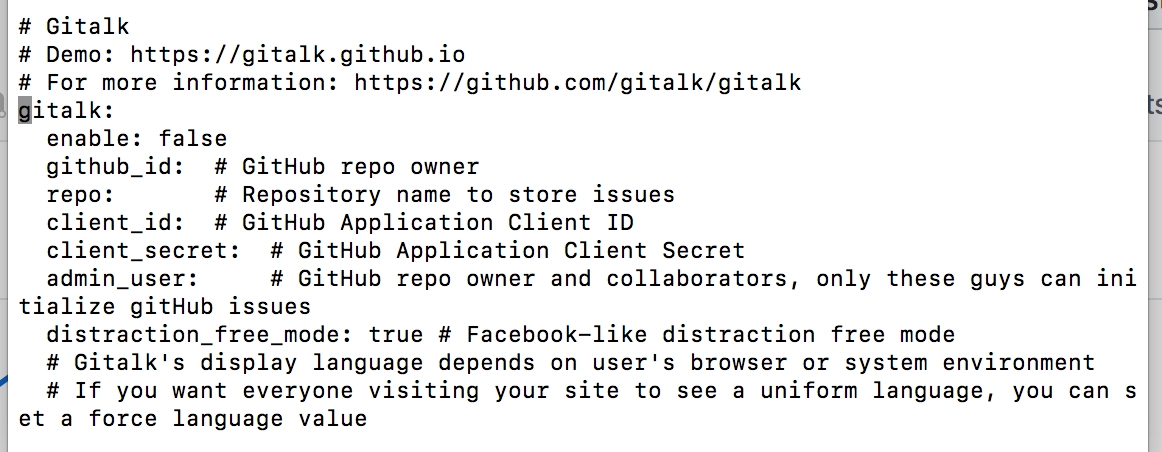 # Gitalk
# Demo: https://gitalk.github.io
# For more information: https://github.com/gitalk/gitalk
gitalk:
  enable: false
  github_id:  # GitHub repo owner
  repo:       # Repository name to store issues
  client_id:  # GitHub Application Client ID
  client_secret:  # GitHub Application Client Secret
  admin_user:     # GitHub repo owner and collaborators, only these guys can ini
tialize gitHub issues
  distraction_free_mode: true # Facebook-like distraction free mode
  # Gitalk's display language depends on user's browser or system environment
  # If you want everyone visiting your site to see a uniform language, you can s
et a force language value